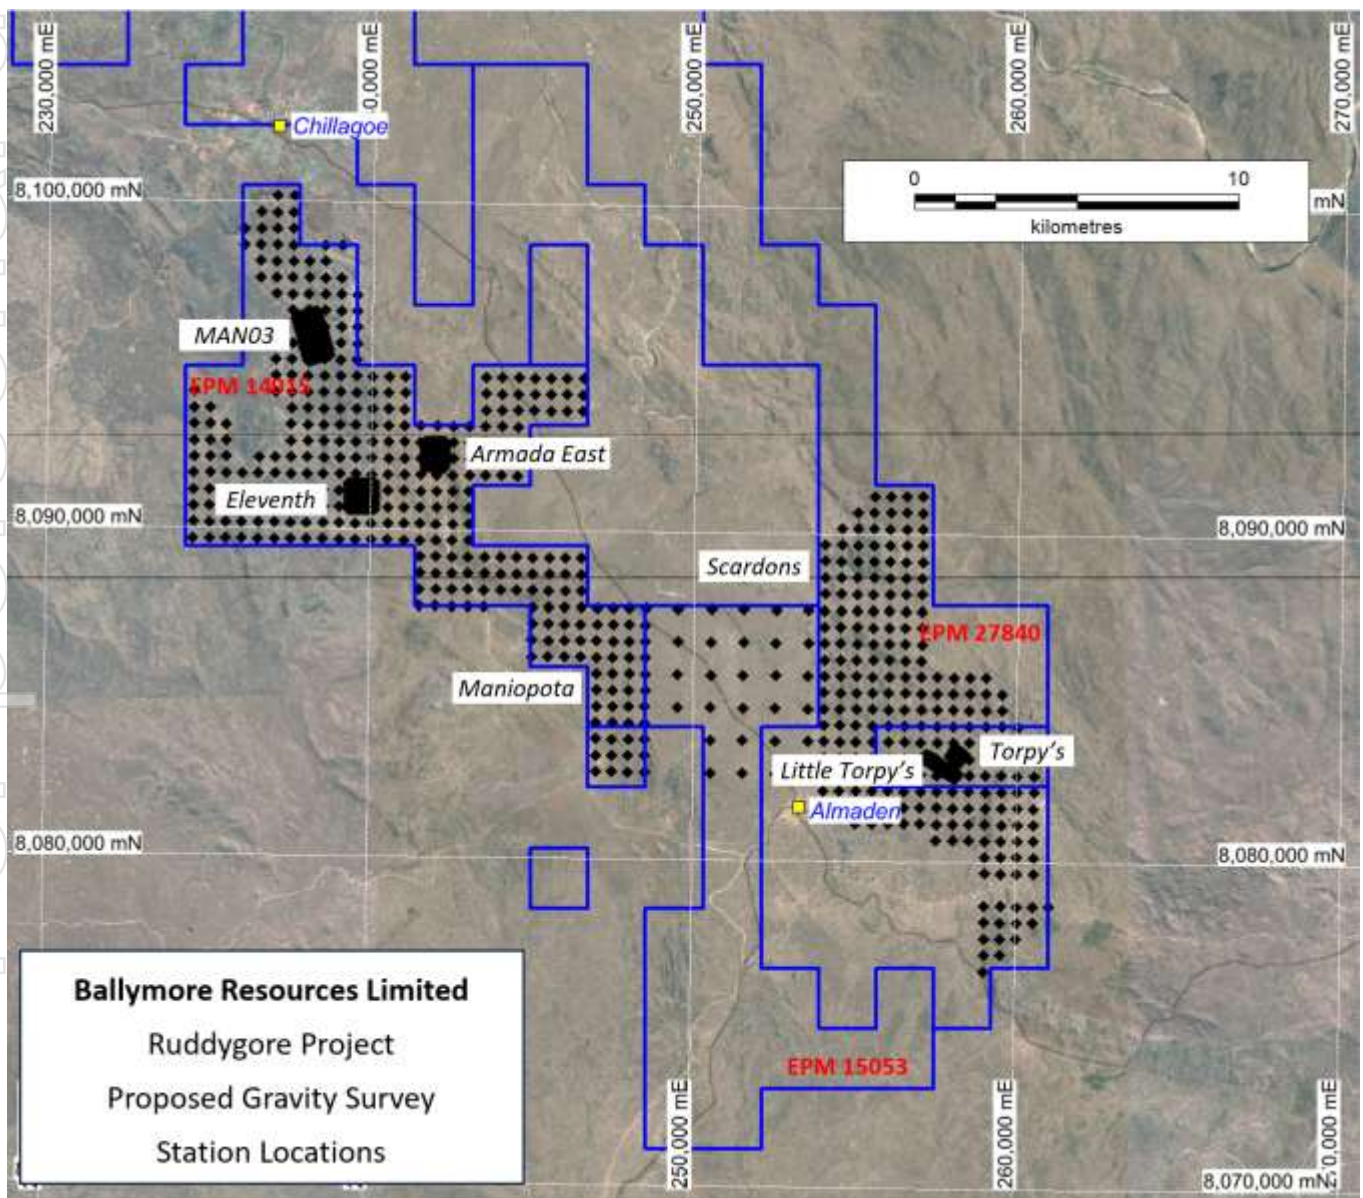 230,000 mE
0,000 mE
250,000 mE
260,000 mE
270,000 mE
Chillagoe
0 10
kilometres
8,100,000 mN
mN
MAN03
EPM 14015
Armada East
Eleventh
8,090,000 mN
8,090,000 mN
Scardons
EPM 27840
Maniopota
Torpy's
Little Torpy's
Almaden
8,080,000 mN
8,080,000 mN
Ballymore Resources Limited
Ruddygore Project
Proposed Gravity Survey
Station Locations
EPM 15053
250,000 mE
260,000 mE
0,000 mE
8,070,000 mN